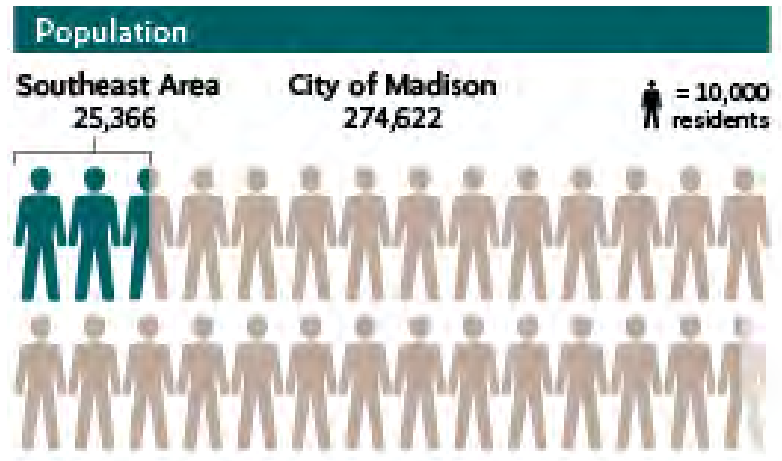 Population
Southeast Area
25,366
City of Madison
274,622
= 10,000
residents